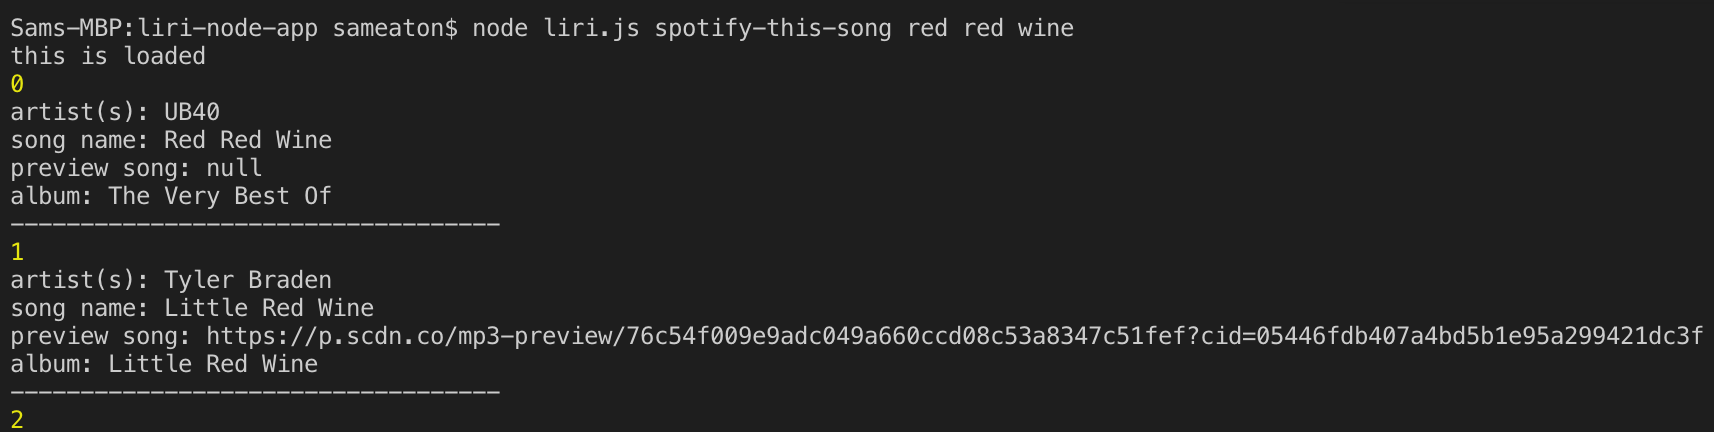 Sams-MBP:liri-node-app sameaton$ node liri.js spotify-this-song red red wine
this is loaded
0
artist(s): UB40
song name: Red Red Wine
preview song: null
album: The Very Best Of
-----------------------------------
1
artist(s): Tyler Braden
song name: Little Red Wine
preview song: https://p.scdn.co/mp3-preview/76c54f009e9adc049a660ccd08c53a8347c51fef?cid=05446fdb407a4bd5b1e95a299421dc3f
album: Little Red Wine
-----------------------------------
2